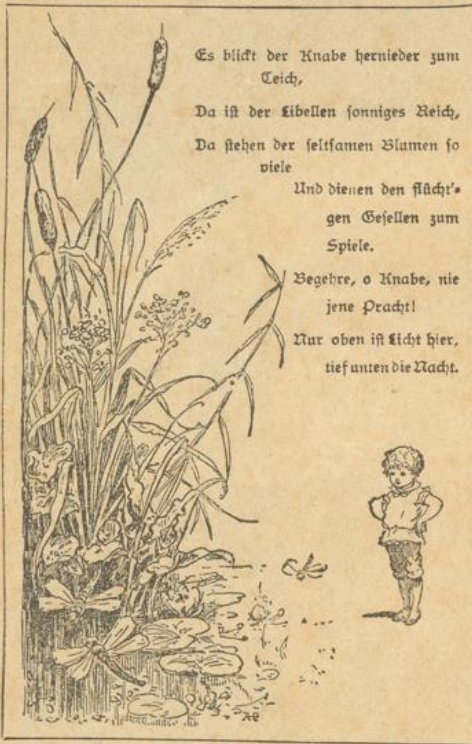 Es blickt der Knabe hernieder zum
Teich,
Da ist der Libellen sonniges Reich,
Da stehen der seltsamen Blumen so
viele
Und dienen den flücht'-
gen Gesellen zum
Spiele.
Begehre, o Knabe, nie
jene Pracht!
Nur oben ist Licht hier,
tief unten die Nacht.